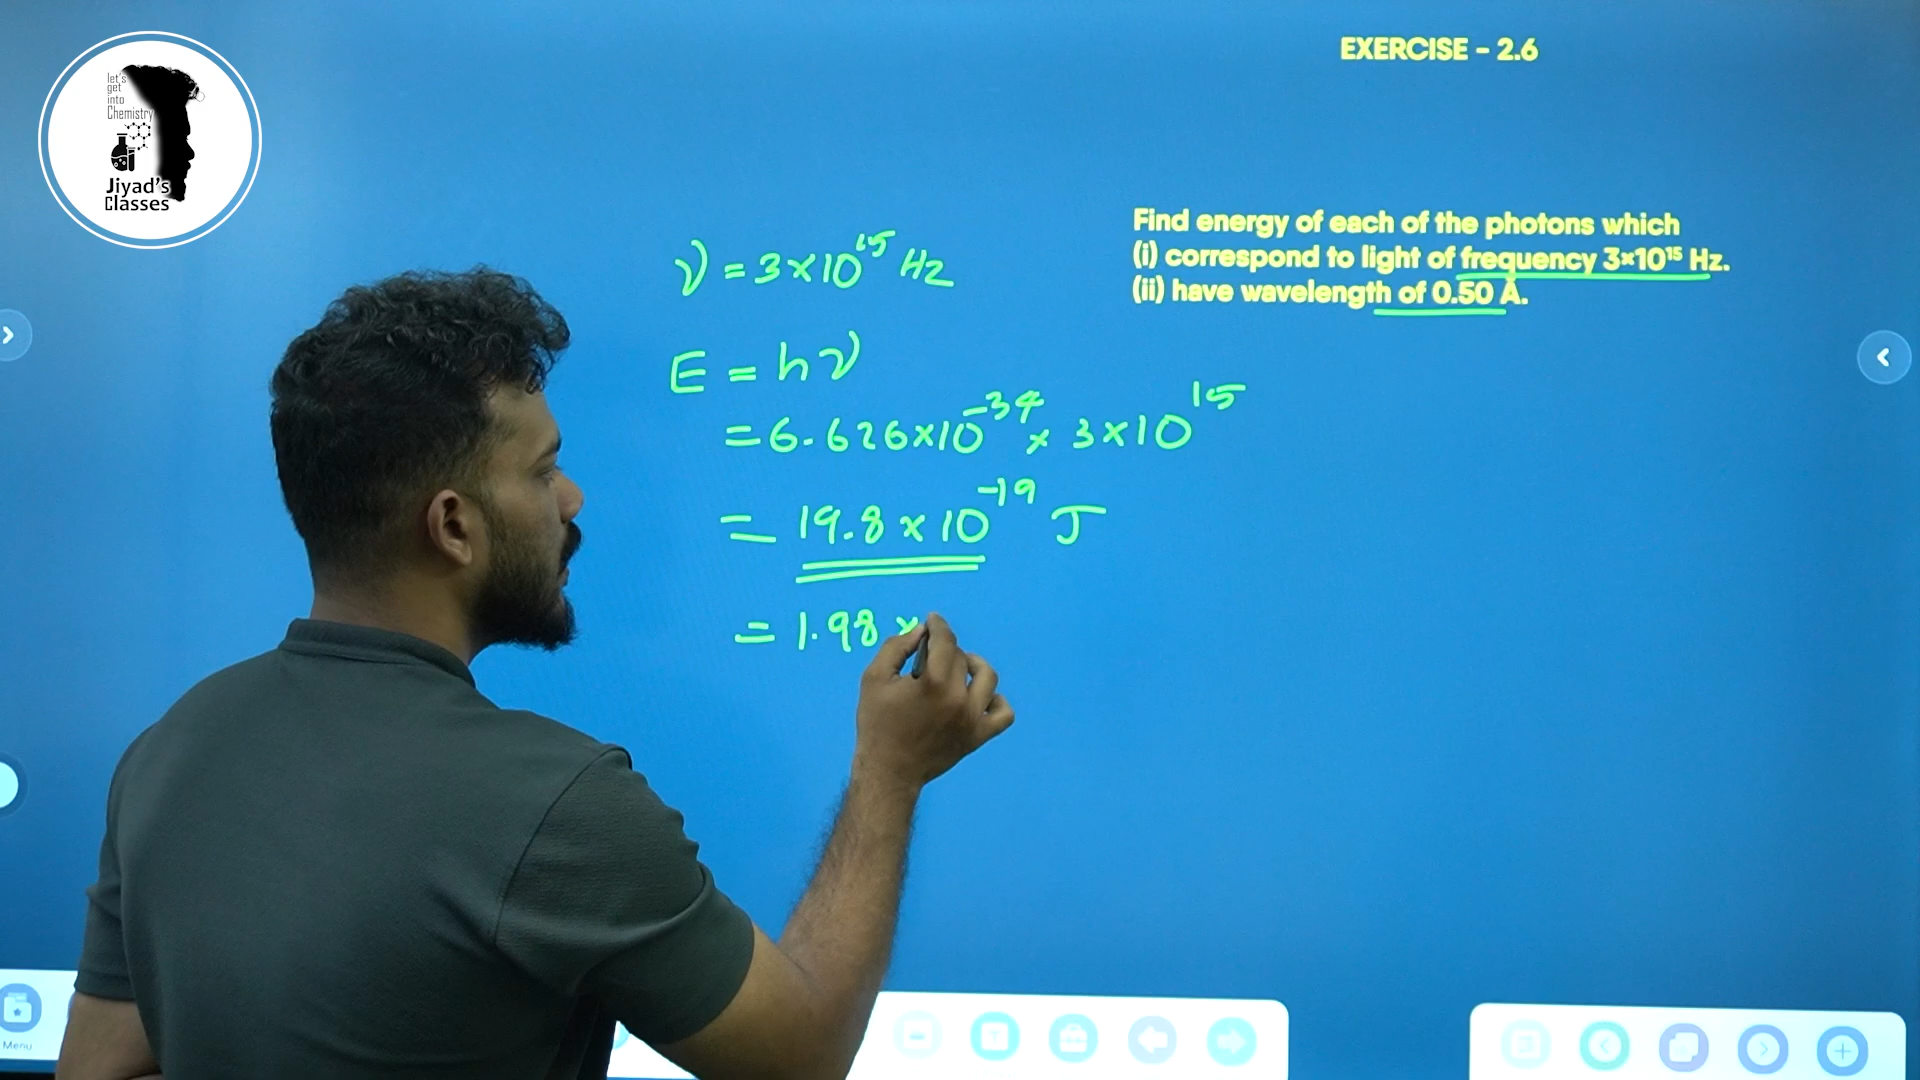 let's
get
into
Chemistry
Jiyad's
Classes
EXERCISE - 2.6
Find energy of each of the photons which
(i) correspond to light of frequency 3×10¹⁵ Hz.
(ii) have wavelength of 0.50 Å.
ν = 3×10¹⁵ Hz
E = hν
= 6.626×10⁻³⁴ × 3×10¹⁵
= 19.8 × 10⁻¹⁹ J
= 1.98 ×
Menu